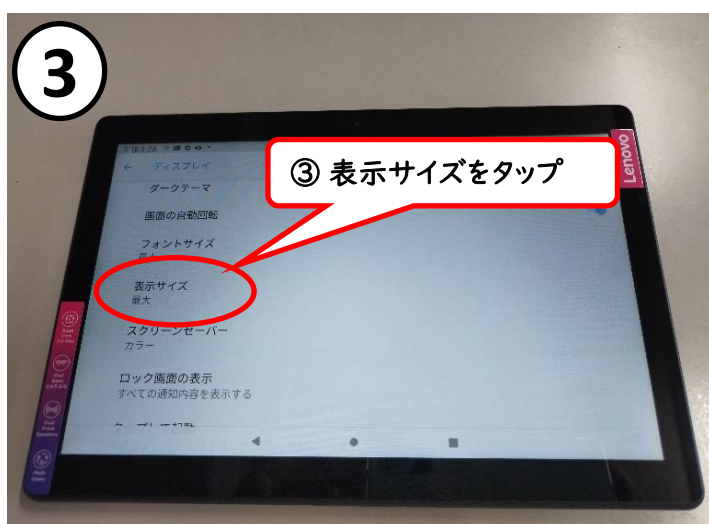 3
③ 表示サイズをタップ
Lenovo
午後3:26
ディスプレイ
ダークテーマ
画面の自動回転
フォントサイズ
表示サイズ
最大
スクリーンセーバー
カラー
ロック画面の表示
すべての通知内容を表示する